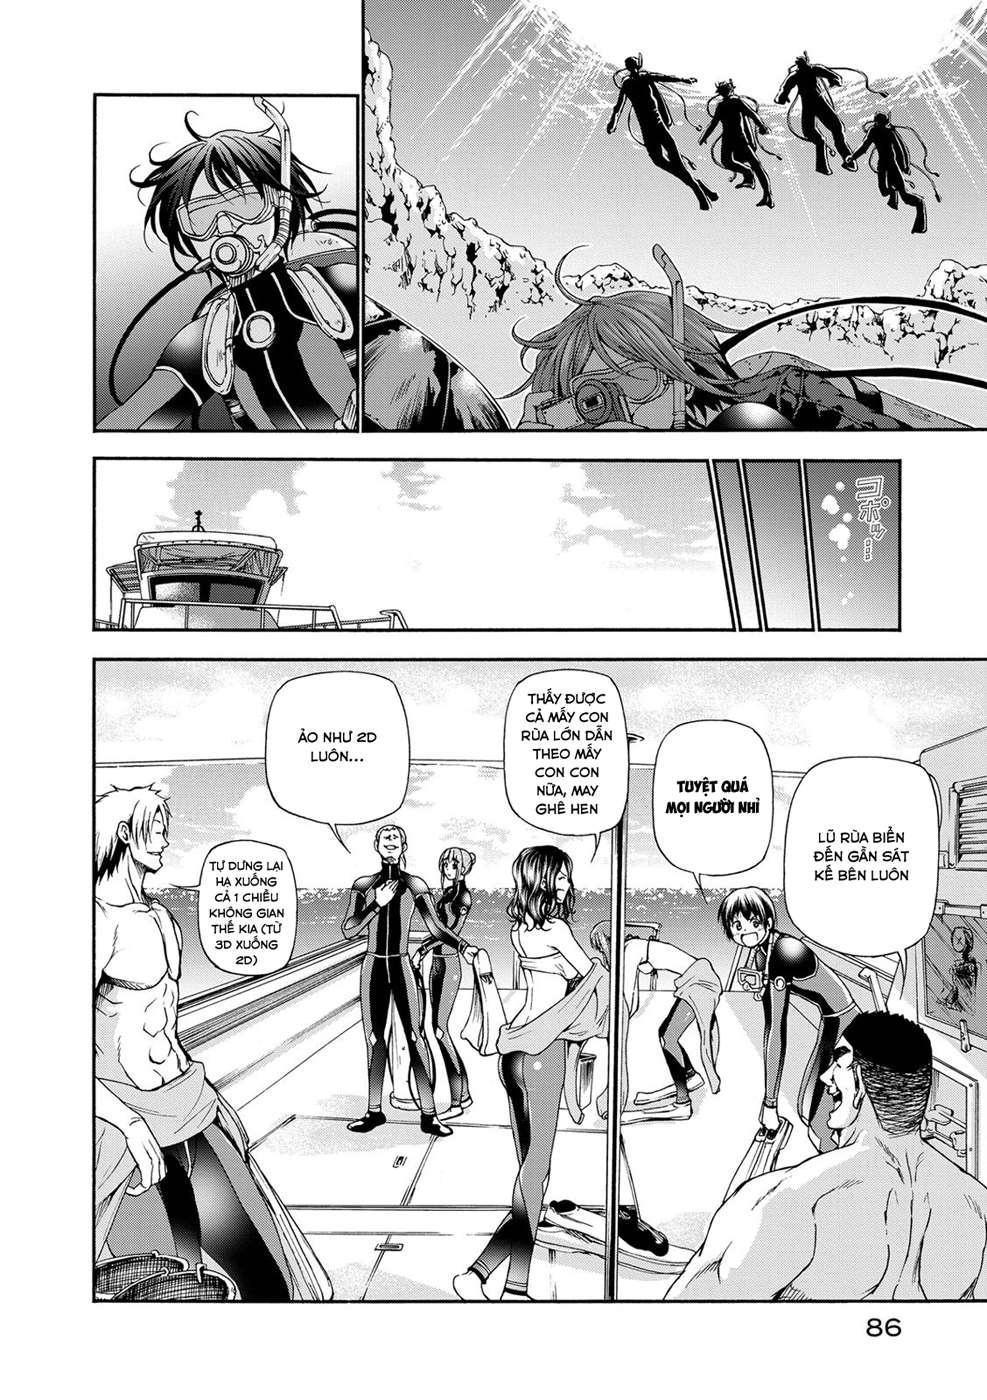 コポッ…
LŨ RÙA BIỂN
ĐẾN GẦN SÁT
KẾ BÊN LUÔN
TUYỆT QUÁ
MỌI NGƯỜI NHỈ
THẤY ĐƯỢC
CẢ MẤY CON
RÙA LỚN DẪN
THEO MẤY
CON CON
NỮA, MAY
GHÊ HEN
ẢO NHƯ 2D
LUÔN...
TỰ DƯNG LẠI
HẠ XUỐNG
CẢ 1 CHIỀU
KHÔNG GIAN
THẾ KIA (TỪ
3D XUỐNG
2D)
86